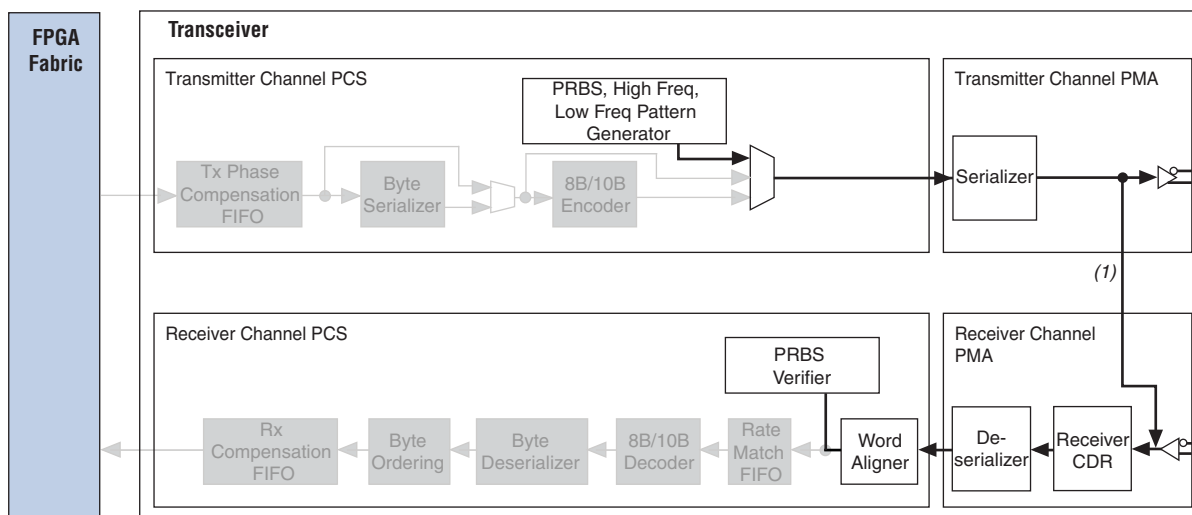 FPGA
Fabric
Transceiver
Transmitter Channel PCS
PRBS, High Freq,
Low Freq Pattern
Generator
Tx Phase
Compensation
FIFO
Byte
Serializer
8B/10B
Encoder
Transmitter Channel PMA
Serializer
(1)
Receiver Channel PCS
PRBS
Verifier
Rx
Compensation
FIFO
Byte
Ordering
Byte
Deserializer
8B/10B
Decoder
Rate
Match
FIFO
Word
Aligner
Receiver Channel
PMA
De-
serializer
Receiver
CDR